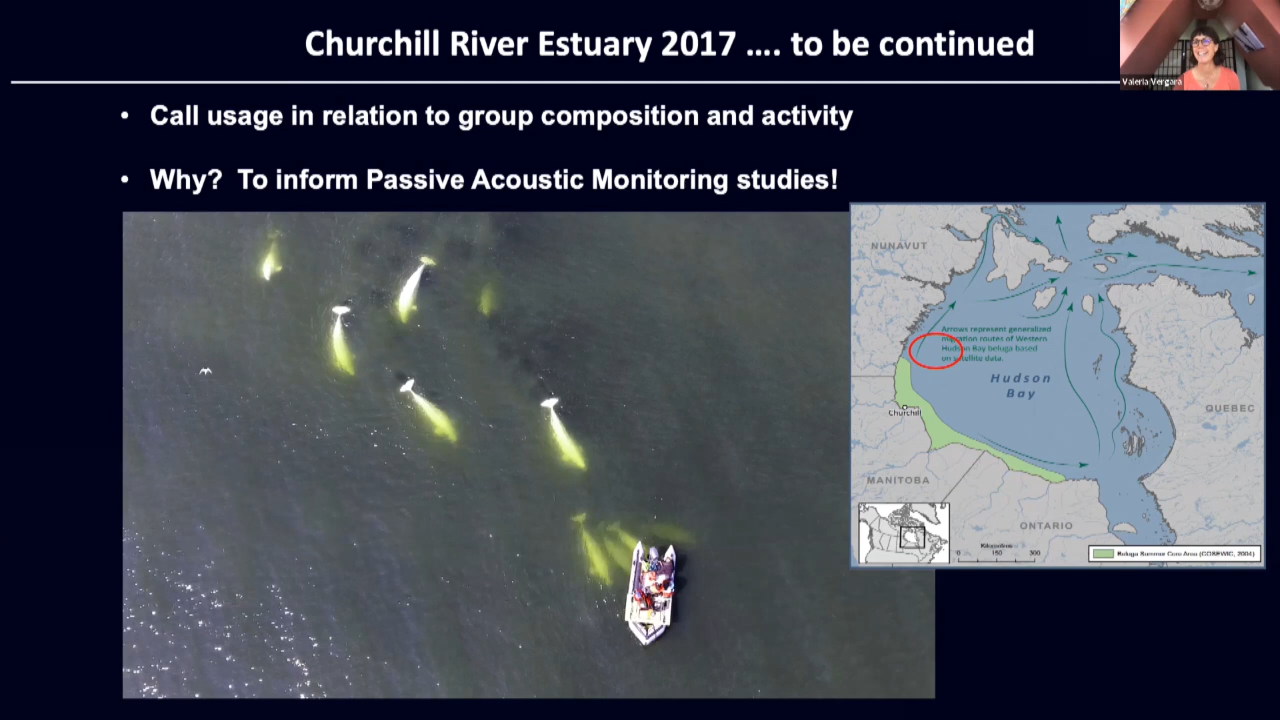 Churchill River Estuary 2017 .... to be continued
Valeria Vergara
• Call usage in relation to group composition and activity
• Why? To inform Passive Acoustic Monitoring studies!
NUNAVUT
Arrows represent generalized
migration routes of Western
Hudson Bay beluga based
on satellite data.
Hudson
Bay
Churchill
QUEBEC
MANITOBA
ONTARIO
Kilometres
0 150 300
Beluga Summer Core Area (COSEWIC, 2004)